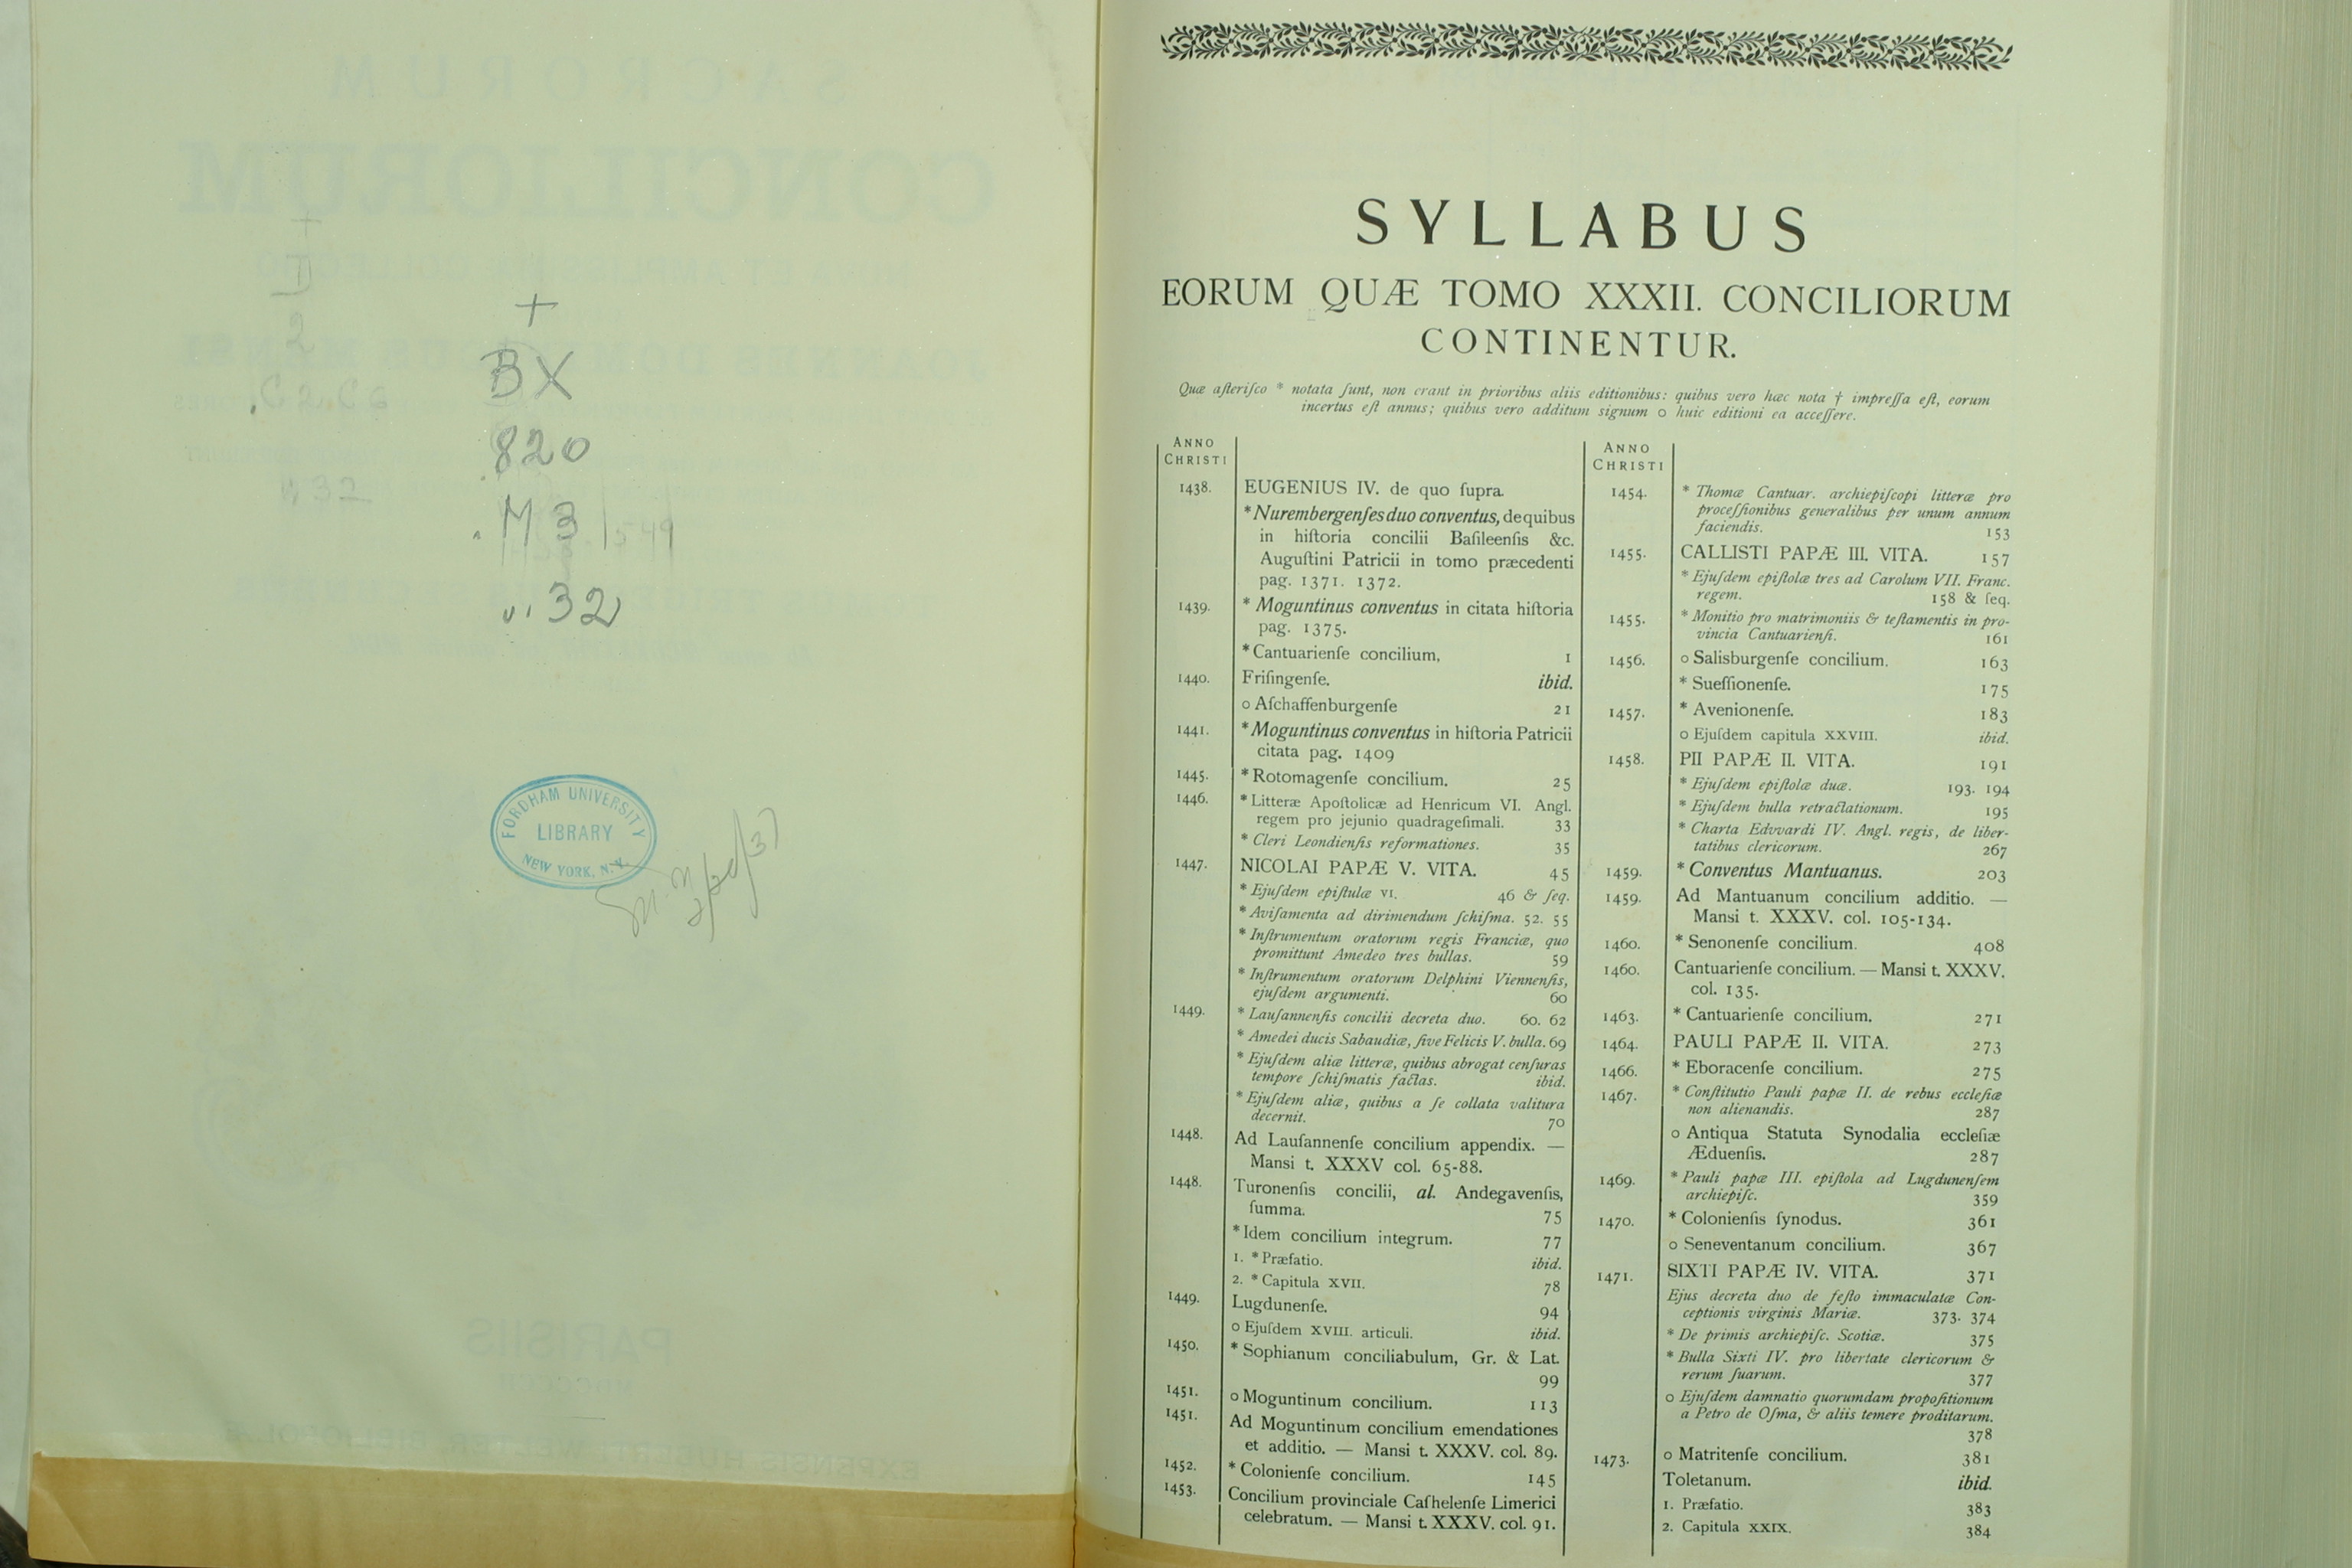 +
BX
820
.M3
v.32
FORDHAM UNIVERSITY
LIBRARY
NEW YORK, N.Y.
SYLLABUS
EORUM QUÆ TOMO XXXII. CONCILIORUM
CONTINENTUR.
Quæ aſteriſco * notata ſunt, non erant in prioribus aliis editionibus: quibus vero hæc nota † impreſſa eſt, eorum
incertus eſt annus; quibus vero additum signum o huic editioni ea acceſſere.
ANNO
CHRISTI
1438. EUGENIUS IV. de quo ſupra.
* Nurembergenſes duo conventus, de quibus
in hiſtoria concilii Baſileenſis &c.
Auguſtini Patricii in tomo præcedenti
pag. 1371. 1372.
1439. * Moguntinus conventus in citata hiſtoria
pag. 1375.
* Cantuarienſe concilium, 1
1440. Friſingenſe. ibid.
o Aſchaffenburgenſe 21
1441. * Moguntinus conventus in hiſtoria Patricii
citata pag. 1409
1445. * Rotomagenſe concilium. 25
1446. * Litteræ Apoſtolicæ ad Henricum VI. Angl.
regem pro jejunio quadrageſimali. 33
* Cleri Leondienſis reformationes. 35
1447. NICOLAI PAPÆ V. VITA. 45
* Ejuſdem epiſtulæ VI. 46 & ſeq.
* Aviſamenta ad dirimendum ſchiſma. 52. 55
* Inſtrumentum oratorum regis Franciæ, quo
promittunt Amedeo tres bullas. 59
* Inſtrumentum oratorum Delphini Viennenſis,
ejuſdem argumenti. 60
1449. * Lauſannenſis concilii decreta duo. 60. 62
* Amedei ducis Sabaudiæ, ſive Felicis V. bulla. 69
* Ejuſdem aliæ litteræ, quibus abrogat cenſuras
tempore ſchiſmatis factas. ibid.
* Ejuſdem aliæ, quibus a ſe collata valitura
decernit. 70
1448. Ad Lauſannenſe concilium appendix. —
Mansi t. XXXV col. 65-88.
1448. Turonenſis concilii, al. Andegavenſis,
ſumma. 75
* Idem concilium integrum. 77
1. * Præfatio. ibid.
2. * Capitula XVII. 78
1449. Lugdunenſe. 94
o Ejuſdem XVIII. articuli. ibid.
1450. * Sophianum conciliabulum, Gr. & Lat.
99
1451. o Moguntinum concilium. 113
1451. Ad Moguntinum concilium emendationes
et additio. — Mansi t. XXXV. col. 89.
1452. * Colonienſe concilium. 145
1453. Concilium provinciale Caſhelenſe Limerici
celebratum. — Mansi t. XXXV. col. 91.
ANNO
CHRISTI
1454. * Thomæ Cantuar. archiepiſcopi litteræ pro
proceſſionibus generalibus per unum annum
faciendis. 153
1455. CALLISTI PAPÆ III. VITA. 157
* Ejuſdem epiſtolæ tres ad Carolum VII. Franc.
regem. 158 & ſeq.
1455. * Monitio pro matrimoniis & teſtamentis in pro-
vincia Cantuarienſi. 161
1456. o Salisburgenſe concilium. 163
* Sueſſionenſe. 175
1457. * Avenionenſe. 183
o Ejuſdem capitula XXVIII. ibid.
1458. PII PAPÆ II. VITA. 191
* Ejuſdem epiſtolæ duæ. 193. 194
* Ejuſdem bulla retractationum. 195
* Charta Edvvardi IV. Angl. regis, de liber-
tatibus clericorum. 267
1459. * Conventus Mantuanus. 203
1459. Ad Mantuanum concilium additio. —
Mansi t. XXXV. col. 105-134.
1460. * Senonenſe concilium. 408
1460. Cantuarienſe concilium. — Mansi t. XXXV.
col. 135.
1463. * Cantuarienſe concilium. 271
1464. PAULI PAPÆ II. VITA. 273
1466. * Eboracenſe concilium. 275
1467. * Conſtitutio Pauli papæ II. de rebus eccleſiæ
non alienandis. 287
o Antiqua Statuta Synodalia eccleſiæ
Æduenſis. 287
1469. * Pauli papæ III. epiſtola ad Lugdunenſem
archiepiſc. 359
1470. * Colonienſis ſynodus. 361
o Seneventanum concilium. 367
1471. SIXTI PAPÆ IV. VITA. 371
Ejus decreta duo de feſto immaculatæ Con-
ceptionis virginis Mariæ. 373. 374
* De primis archiepiſc. Scotiæ. 375
* Bulla Sixti IV. pro libertate clericorum &
rerum ſuarum. 377
o Ejuſdem damnatio quorumdam propoſitionum
a Petro de Oſma, & aliis temere proditarum.
378
1473. o Matritenſe concilium. 381
Toletanum. ibid.
1. Præfatio. 383
2. Capitula XXIX. 384